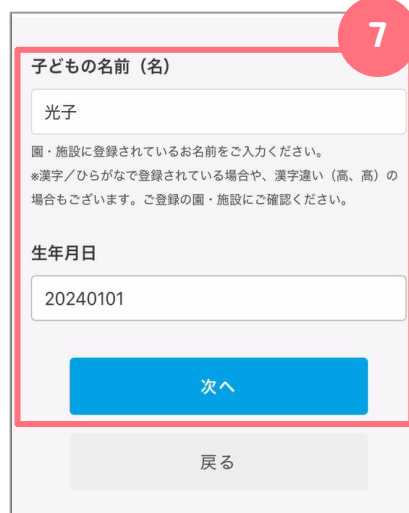 7
子どもの名前（名）
光子
園・施設に登録されているお名前をご入力ください。
※漢字／ひらがなで登録されている場合や、漢字違い（高、髙）の
場合もございます。ご登録の園・施設にご確認ください。
生年月日
20240101
次へ
戻る